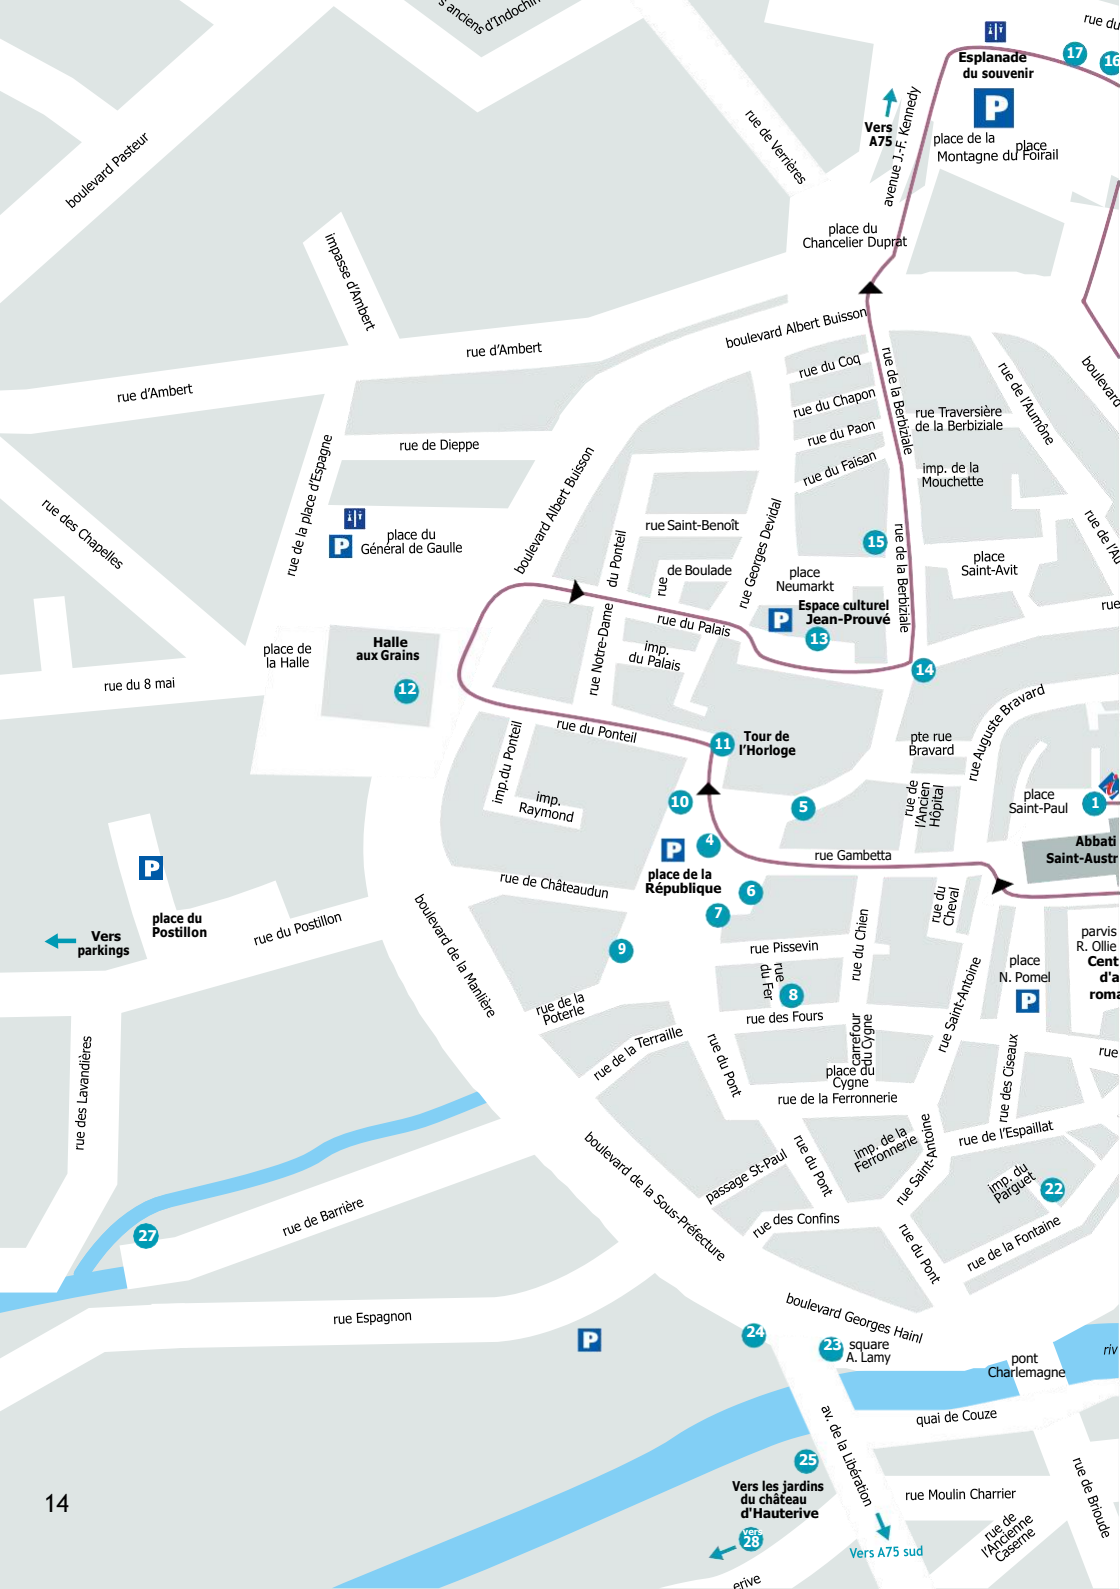 s anciens d'Indochin
rue du
17
16
Esplanade
du souvenir
P
Vers
A75
avenue J.-F. Kennedy
place de la
place
Montagne du Foirail
rue de Verrières
boulevard Pasteur
place du
Chancelier Duprat
impasse d'Ambert
boulevard Albert Buisson
rue d'Ambert
rue d'Ambert
rue du Coq
rue du Chapon
rue du Paon
rue du Faisan
rue de la Berbiziale
rue Traversière
de la Berbiziale
rue de l'Aumône
boulevard
imp. de la
Mouchette
rue de Dieppe
rue de la place d'Espagne
boulevard Albert Buisson
rue des Chapelles
P
place du
Général de Gaulle
du Ponteil
rue Saint-Benoît
rue
de Boulade
rue Georges Devidal
15
rue de la Berbiziale
place
Saint-Avit
rue de l'Au
place
Neumarkt
rue
P
Espace culturel
Jean-Prouvé
13
rue du Palais
imp.
du Palais
rue Notre-Dame
place de
la Halle
Halle
aux Grains
12
rue du 8 mai
14
rue Auguste Bravard
rue du Ponteil
imp.du Ponteil
imp.
Raymond
11
Tour de
l'Horloge
pte rue
Bravard
rue de
l'Ancien
Hôpital
place
Saint-Paul
i
1
10
5
4
Abbati
Saint-Austr
P
P
place de la
République
rue Gambetta
rue de Châteaudun
6
7
rue du
Cheval
rue du Chien
place du
Postillon
Vers
parkings
rue du Postillon
boulevard de la Manlière
9
rue Pissevin
rue
du Fer
8
parvis
R. Ollie
Cent
d'a
roma
place
N. Pomel
P
rue de la
Poterle
rue des Fours
carrefour
du Cygne
rue Saint-Antoine
rue de la Terraille
rue du Pont
rue des Lavandières
place du
Cygne
rue de la Ferronnerie
rue des Ciseaux
rue
imp. de la
Ferronnerie
rue Saint-Antoine
rue de l'Espaillat
boulevard de la Sous-Préfecture
passage St-Paul
rue du Pont
imp. du
Parguet
22
27
rue de Barrière
rue des Confins
rue du Pont
rue de la Fontaine
rue Espagnon
boulevard Georges Hainl
P
24
23
square
A. Lamy
pont
Charlemagne
riv
av. de la Libération
quai de Couze
25
Vers les jardins
du château
d'Hauterive
rue Moulin Charrier
rue de Brioude
14
vers
28
Vers A75 sud
rue de
l'Ancienne
Caserne
erive